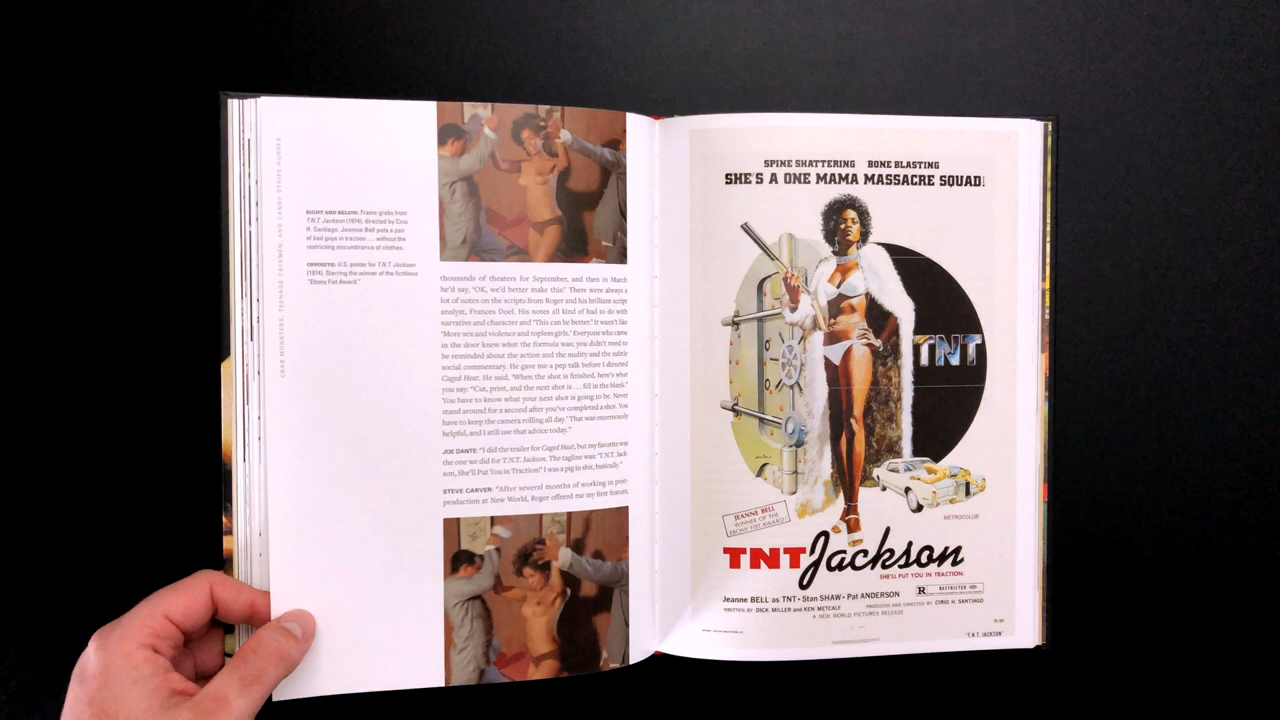 CRAB MONSTERS, TEENAGE CAVEMEN, AND CANDY STRIPE NURSES
RIGHT AND BELOW: Frame grabs from
T.N.T. Jackson (1974), directed by Cirio
H. Santiago. Jeannie Bell puts a pair
of bad guys in traction . . . without the
restricting encumbrance of clothes.
OPPOSITE: U.S. poster for T.N.T. Jackson
(1974). Starring the winner of the fictitious
"Ebony Fist Award."
thousands of theaters for September, and then in March
he'd say, 'OK, we'd better make this!' There were always a
lot of notes on the scripts from Roger and his brilliant script
analyst, Frances Doel. His notes all kind of had to do with
narrative and character and 'This can be better.' It wasn't like
'More sex and violence and topless girls.' Everyone who came
in the door knew what the formula was; you didn't need to
be reminded about the action and the nudity and the subtle
social commentary. He gave me a pep talk before I directed
Caged Heat. He said, 'When the shot is finished, here's what
you say: "Cut, print, and the next shot is . . . fill in the blank."
You have to know what your next shot is going to be. Never
stand around for a second after you've completed a shot. You
have to keep the camera rolling all day.' That was enormously
helpful, and I still use that advice today."
JOE DANTE: "I did the trailer for Caged Heat, but my favorite was
the one we did for T.N.T. Jackson. The tagline was: 'T.N.T. Jack-
son, She'll Put You in Traction!' I was a pig in shit, basically."
STEVE CARVER: "After several months of working in post-
production at New World, Roger offered me my first feature,
SPINE SHATTERING BONE BLASTING
SHE'S A ONE MAMA MASSACRE SQUAD!
TNT
JEANNE BELL
WINNER OF THE
EBONY FIST AWARD!
METROCOLOR
TNT Jackson
SHE'LL PUT YOU IN TRACTION.
Jeanne BELL as TNT • Stan SHAW • Pat ANDERSON
R RESTRICTED
WRITTEN BY DICK MILLER and KEN METCALF PRODUCED AND DIRECTED BY CIRIO H. SANTIAGO
A NEW WORLD PICTURES RELEASE
"T.N.T. JACKSON"